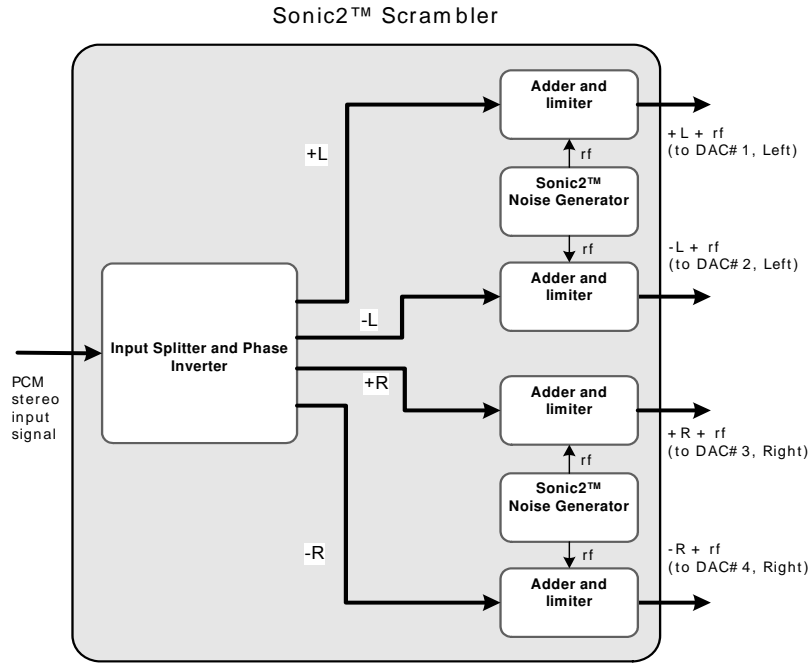 Sonic2™ Scrambler
Adder and
limiter
+L + rf
(to DAC#1, Left)
+L
rf
Sonic2™
Noise Generator
rf
-L + rf
(to DAC#2, Left)
Adder and
limiter
-L
Input Splitter and Phase
Inverter
PCM
stereo
input
signal
+R
Adder and
limiter
+R + rf
(to DAC#3, Right)
rf
Sonic2™
Noise Generator
-R
rf
-R + rf
(to DAC#4, Right)
Adder and
limiter